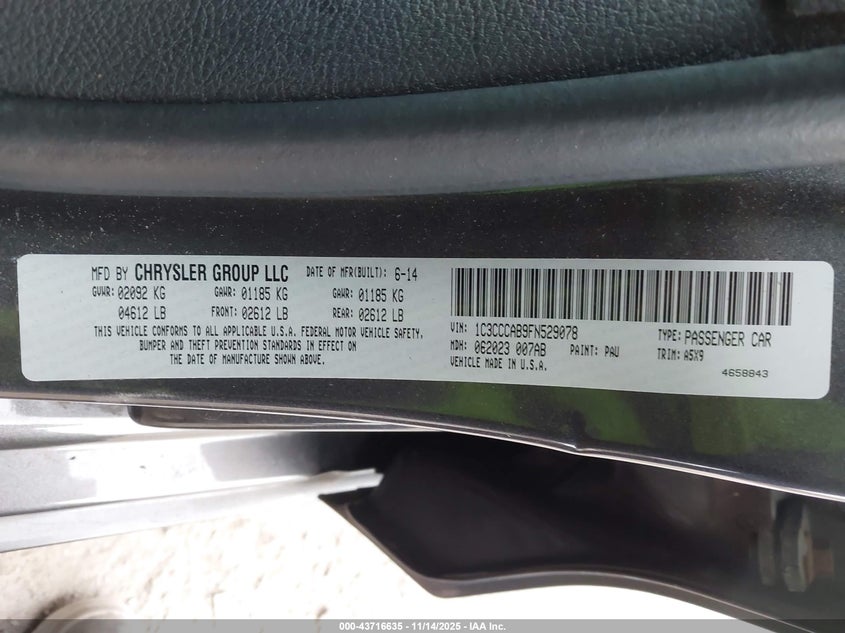 MFD BY CHRYSLER GROUP LLC DATE OF MFR(BUILT): 6-14
GVWR: 02092 KG GAWR: 01185 KG GAWR: 01185 KG
04612 LB FRONT: 02612 LB REAR: 02612 LB
THIS VEHICLE CONFORMS TO ALL APPLICABLE U.S.A. FEDERAL MOTOR VEHICLE SAFETY,
BUMPER AND THEFT PREVENTION STANDARDS IN EFFECT ON
THE DATE OF MANUFACTURE SHOWN ABOVE.
VIN: 1C3CCCAB9FN529078 TYPE: PASSENGER CAR
MDH: 062023 007AB PAINT: PAU TRIM: A5X9
VEHICLE MADE IN U.S.A.
4658843
000-43716635 - 11/14/2025 - IAA Inc.